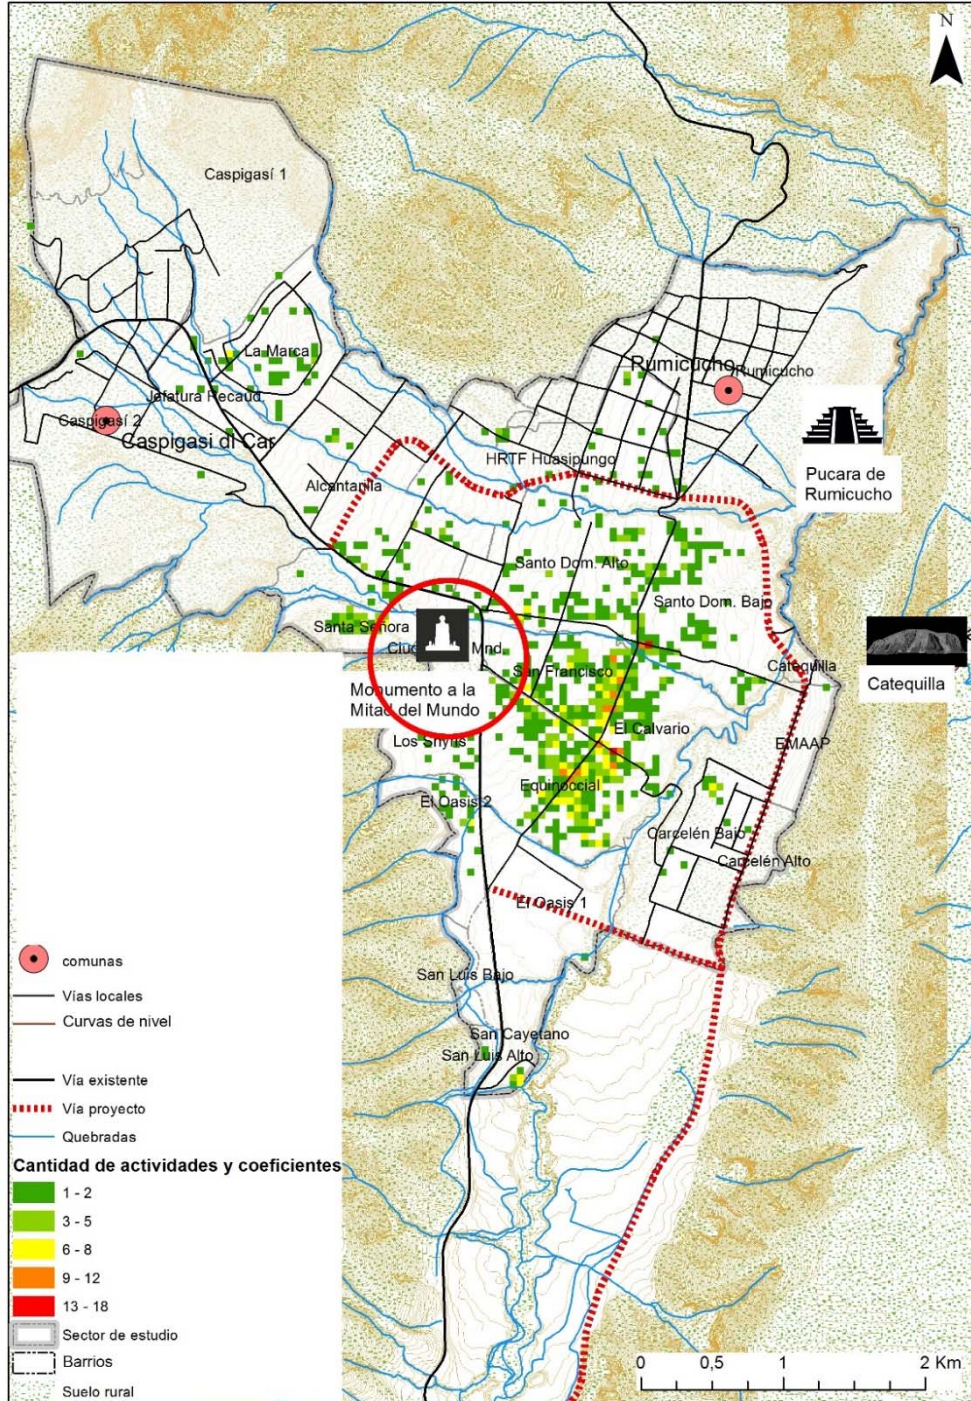 N
Caspigasí 1
La Marca
Rumicucho
Rumicucho
Jefatura Recaud.
Caspigasí 2
Caspigasi dl Car
Pucara de
Rumicucho
HRTF Huasipungo
Alcantarilla
Santo Dom. Alto
Santo Dom. Bajo
Santa Señora
Mnd.
San Francisco
Catequilla
Catequilla
Monumento a la
Mitad del Mundo
El Calvario
Los Shyris
EMAAP
Equinoccial
El Oasis 2
Carcelén Bajo
Carcelén Alto
El Oasis 1
San Luis Bajo
San Cayetano
San Luis Alto
comunas
Vías locales
Curvas de nivel
Vía existente
Vía proyecto
Quebradas
Cantidad de actividades y coeficientes
1 - 2
3 - 5
6 - 8
9 - 12
13 - 18
Sector de estudio
Barrios
Suelo rural
0 0,5 1 2 Km